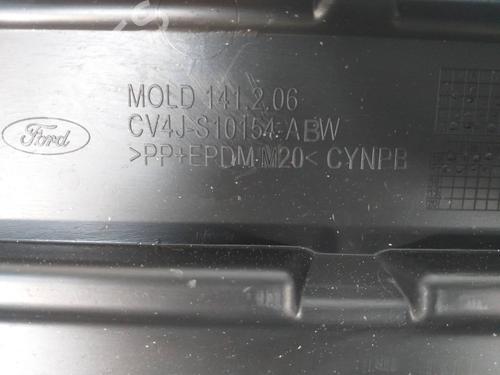 Ford
MOLD 141.2.06
CV4J-S10154-ABW
>PP+EPDM-M20< CYNPB